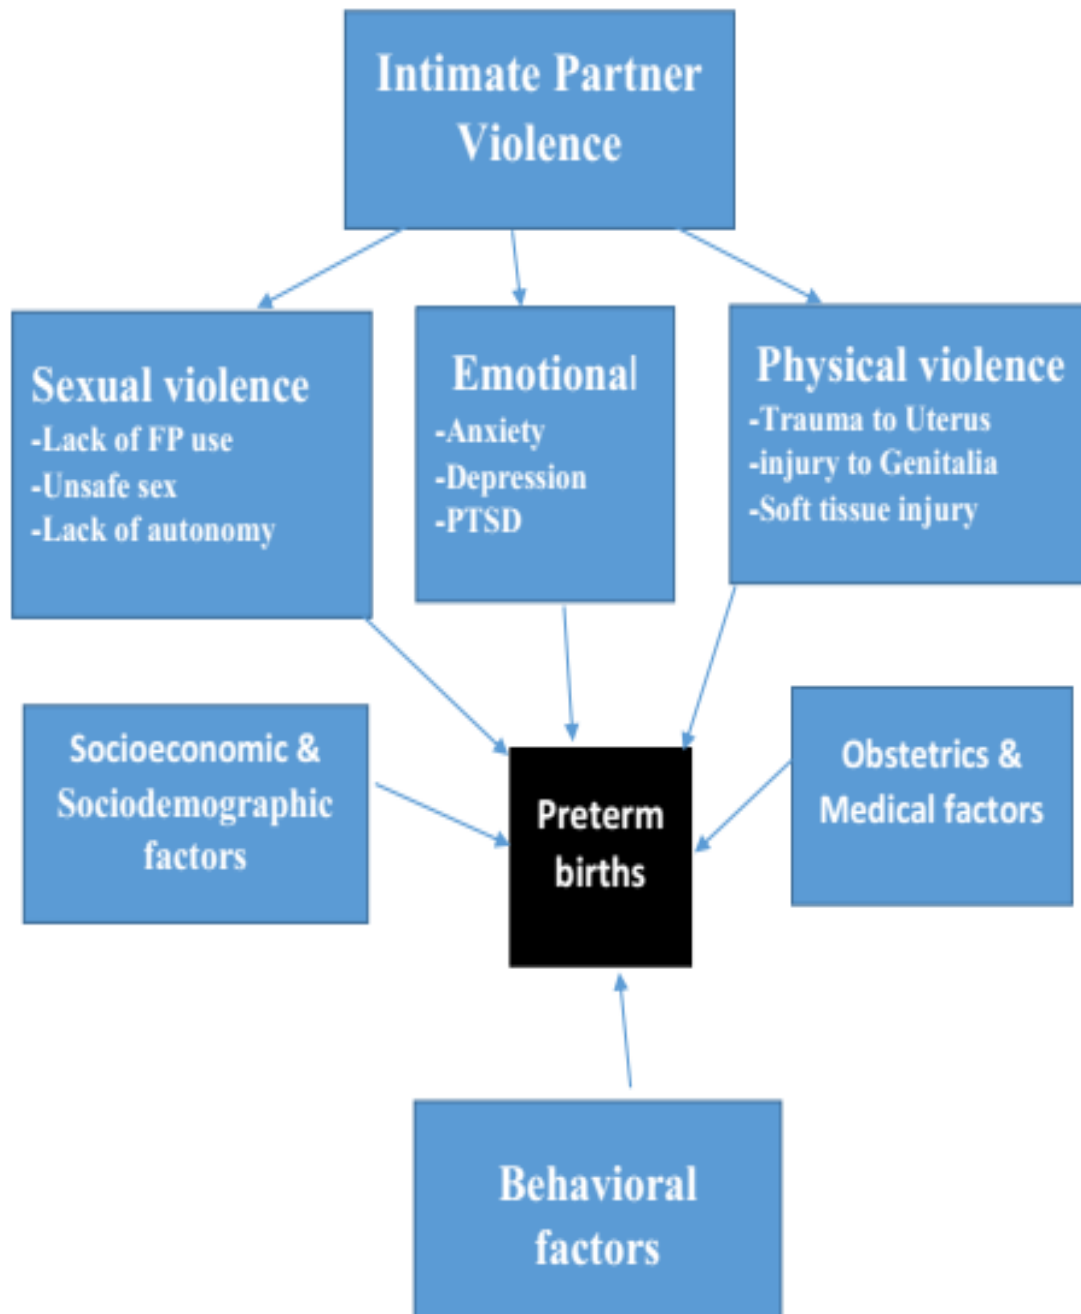 Intimate Partner
Violence
Sexual violence
-Lack of FP use
-Unsafe sex
-Lack of autonomy
Emotional
-Anxiety
-Depression
-PTSD
Physical violence
-Trauma to Uterus
-injury to Genitalia
-Soft tissue injury
Socioeconomic &
Sociodemographic
factors
Preterm
births
Obstetrics &
Medical factors
Behavioral
factors